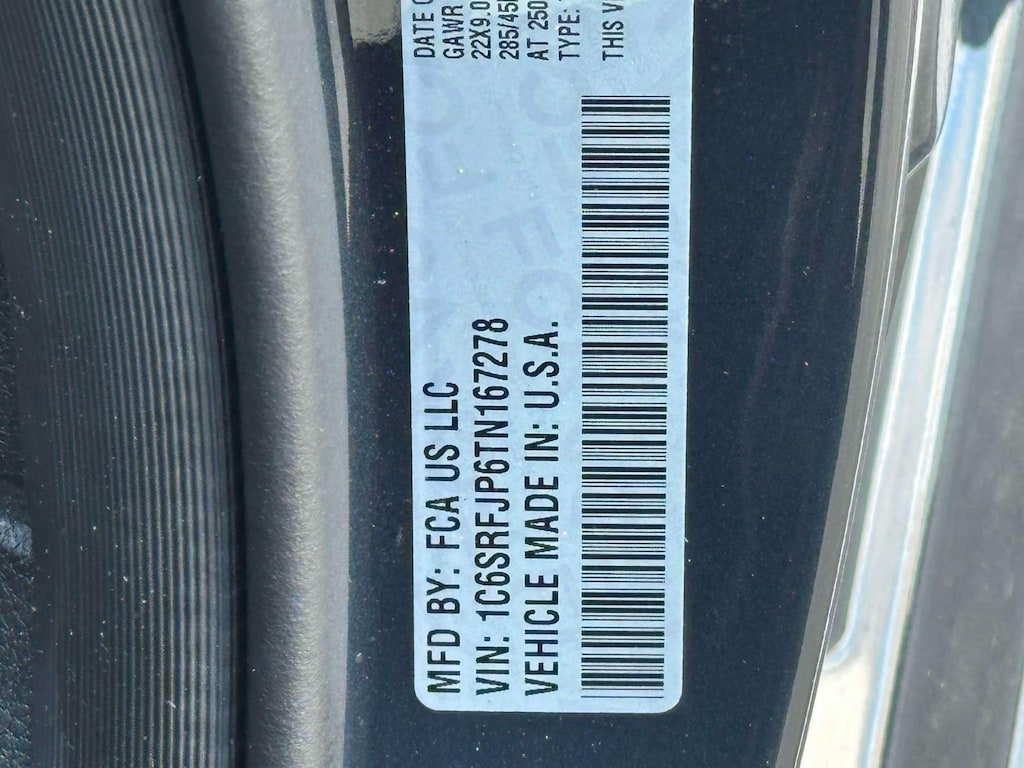 MFD BY: FCA US LLC
VIN: 1C6SRFJP6TN167278
VEHICLE MADE IN: U.S.A.
DATE O
GAWR
22X9.0
285/45
AT 250
TYPE:
THIS V